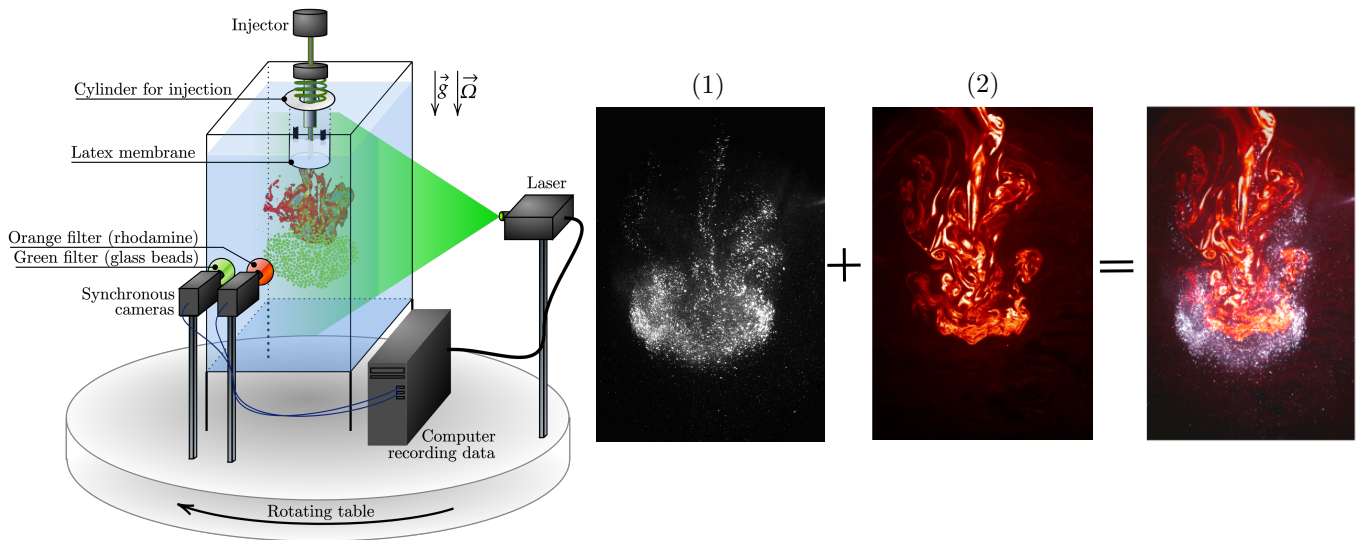 Injector
Cylinder for injection
g⃗ Ω⃗
Latex membrane
Laser
Orange filter (rhodamine)
Green filter (glass beads)
Synchronous
cameras
Computer
recording data
Rotating table
(1)
(2)
+
=